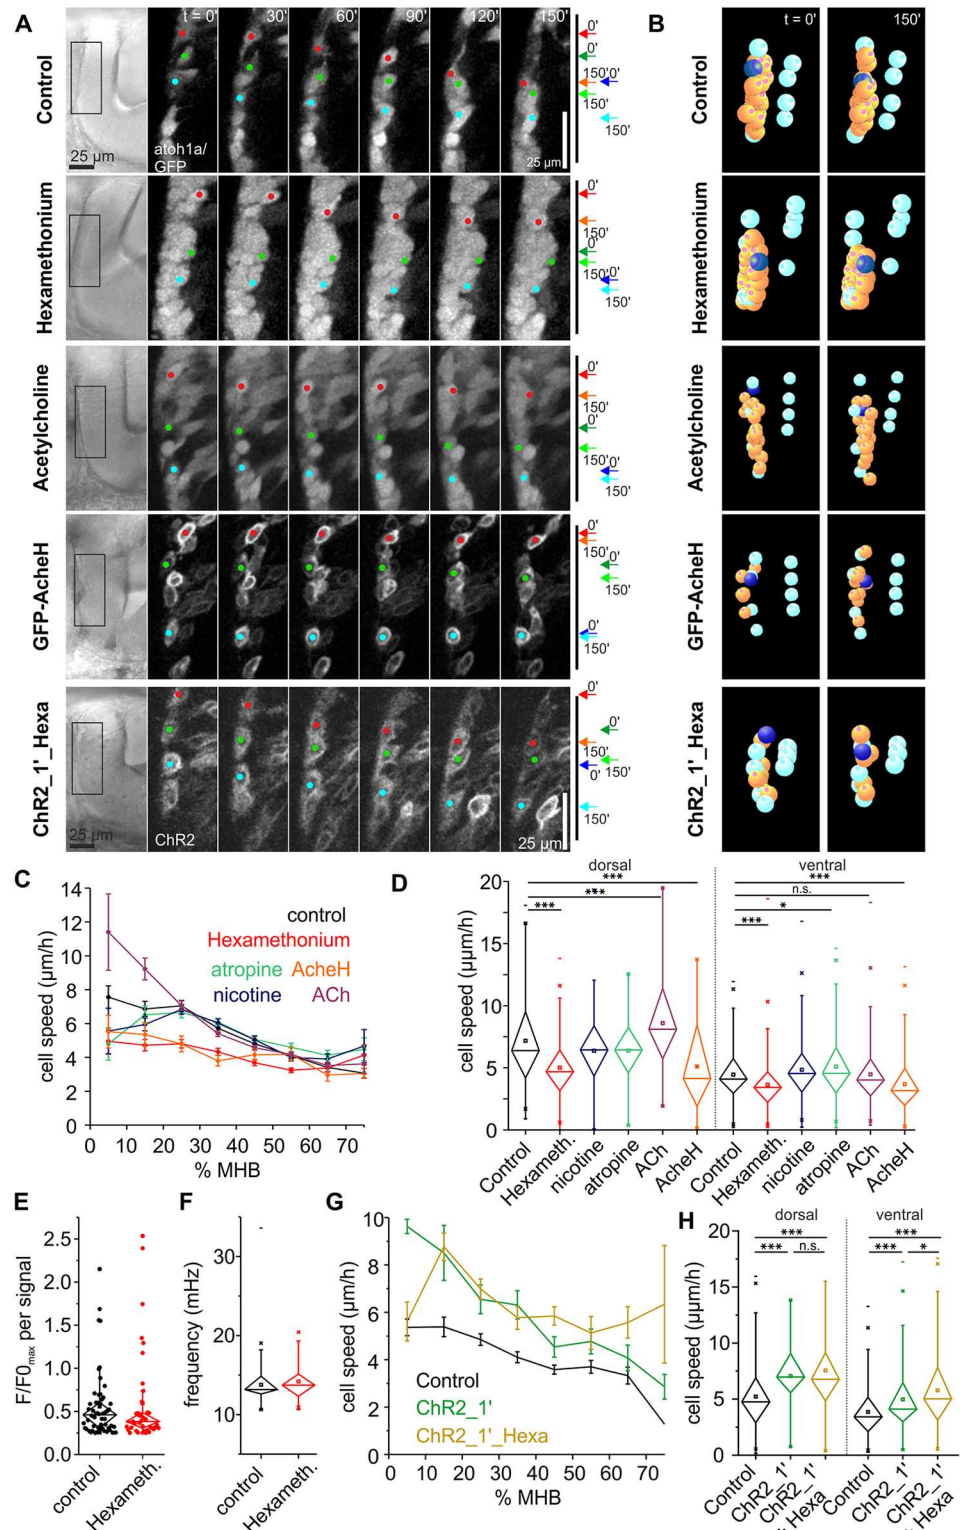 A
t = 0'
30'
60'
90'
120'
150'
B
t = 0'
150'
Control
25 µm
atoh1a/
GFP
25 µm
0'
0'
150'0'
150'
150'
Control
Hexamethonium
0'
150'
0'
150'0'
150'
Hexamethonium
Acetylcholine
0'
150'
0'
150'0'
150'
Acetylcholine
GFP-AcheH
0'
150'
0'
150'
0'
150'
GFP-AcheH
ChR2_1'_Hexa
25 µm
ChR2
25 µm
0'
0'
150'
150'
0'
150'
ChR2_1'_Hexa
C
cell speed (µm/h)
14
12
10
8
6
4
2
0
0 10 20 30 40 50 60 70
% MHB
control
Hexamethonium
atropine AcheH
nicotine ACh
D
dorsal
ventral
cell speed (µµm/h)
20
15
10
5
0
***
***
***
***
n.s.
*
***
Control
Hexameth.
nicotine
atropine
ACh
AcheH
Control
Hexameth.
nicotine
atropine
ACh
AcheH
E
F/F0max per signal
2.5
2.0
1.5
1.0
0.5
0.0
control
Hexameth.
F
frequency (mHz)
30
20
10
control
Hexameth.
G
cell speed (µm/h)
10
8
6
4
2
0
0 10 20 30 40 50 60 70
% MHB
Control
ChR2_1'
ChR2_1'_Hexa
H
dorsal
ventral
cell speed (µm/h)
20
15
10
5
0
***
*** n.s.
***
*** *
Control
ChR2_1'
ChR2_1'
Hexa
Control
ChR2_1'
ChR2_1'
Hexa